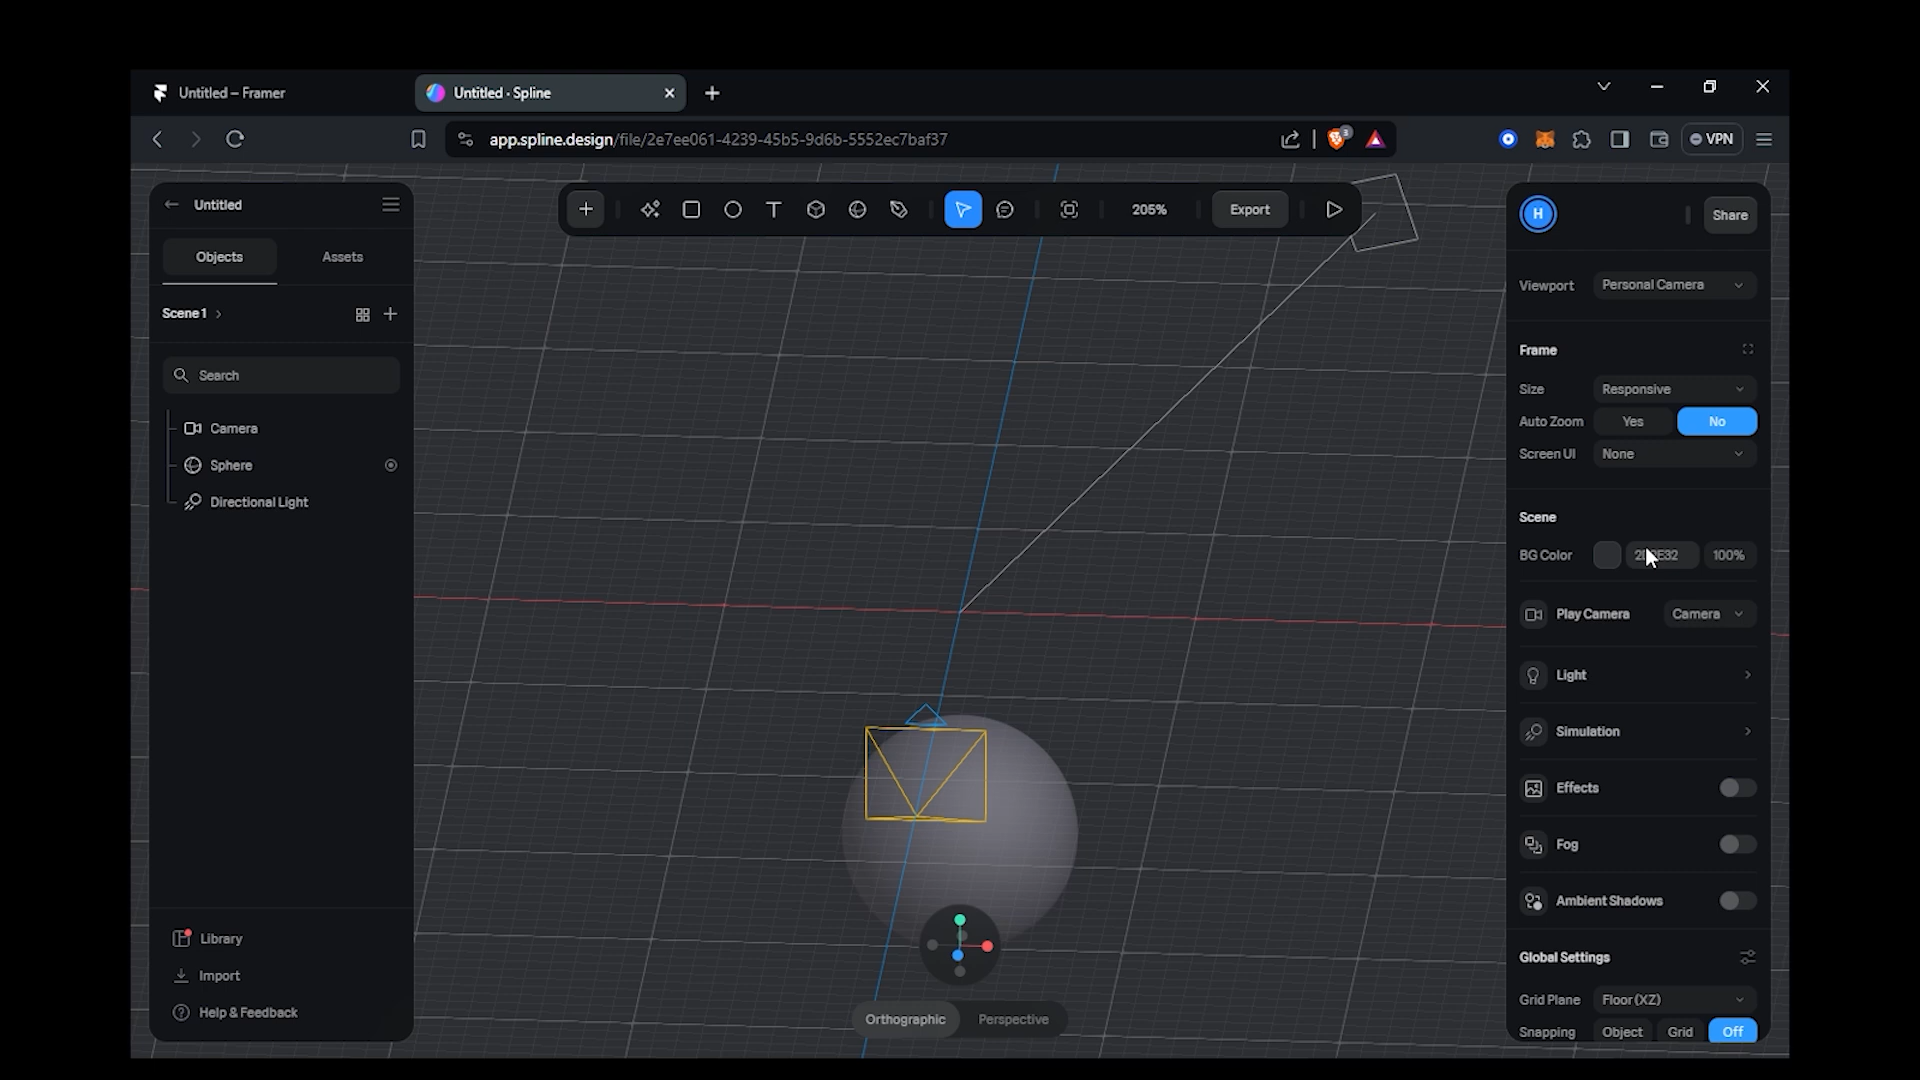 Untitled – Framer
Untitled - Spline
app.spline.design/file/2e7ee061-4239-45b5-9d6b-5552ec7baf37
3
VPN
Untitled
205%
Export
H
Share
Objects
Assets
Scene 1
Search
Camera
Sphere
Directional Light
Library
Import
Help & Feedback
Orthographic
Perspective
Viewport
Personal Camera
Frame
Size
Responsive
Auto Zoom
Yes
No
Screen UI
None
Scene
BG Color
100%
Play Camera
Camera
Light
Simulation
Effects
Fog
Ambient Shadows
Global Settings
Grid Plane
Floor (XZ)
Snapping
Object
Grid
Off